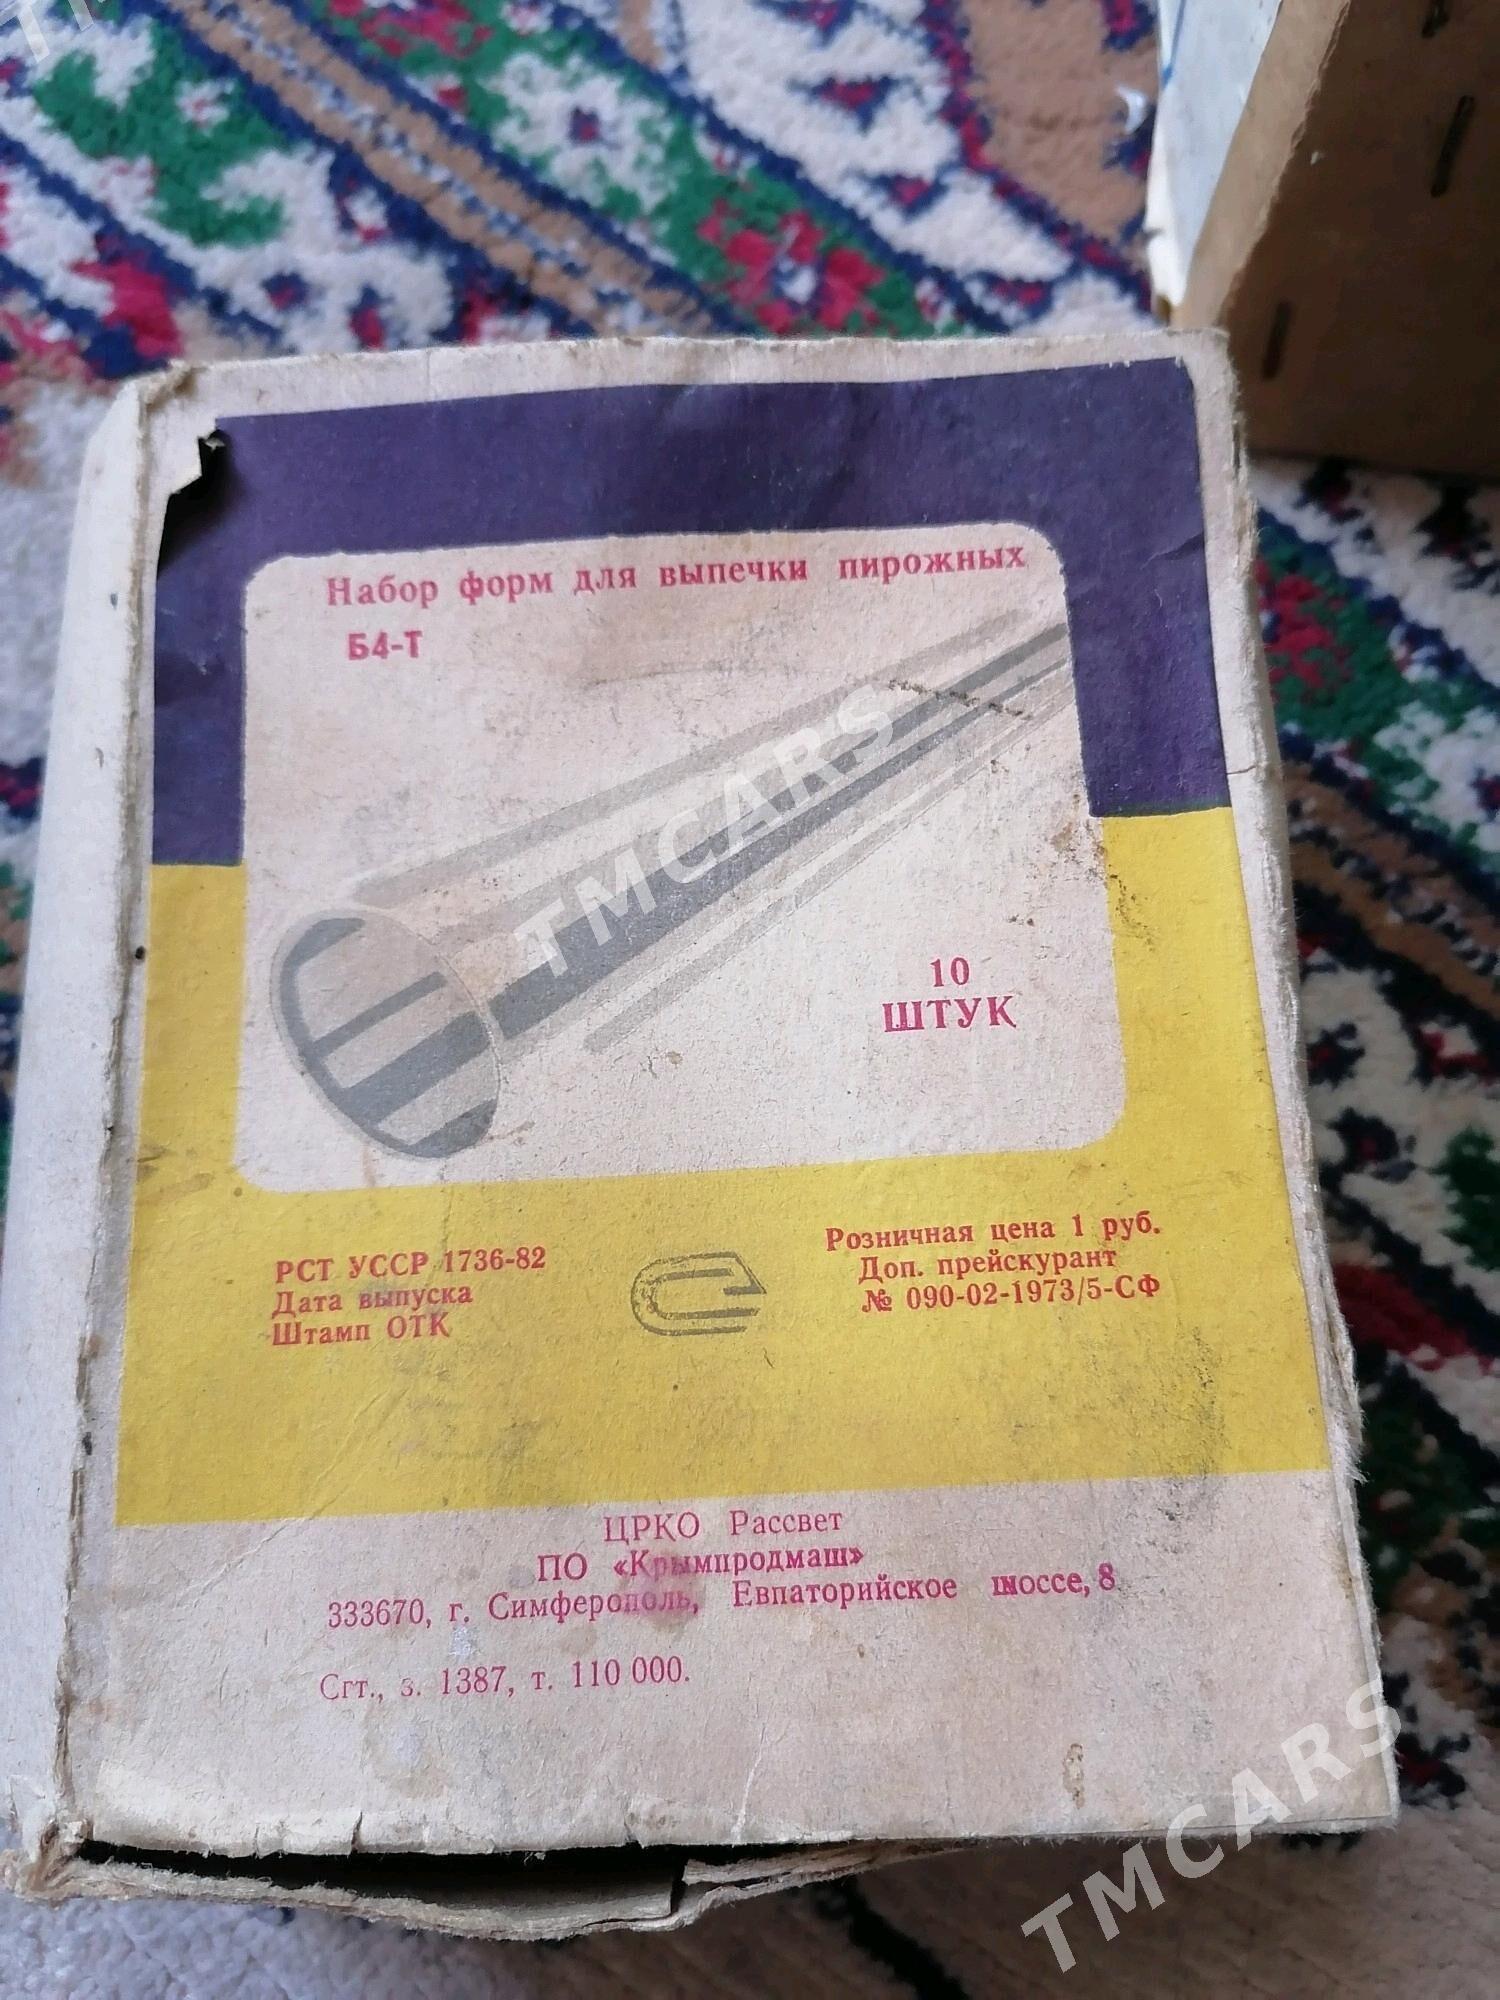 Набор форм для выпечки пирожных
Б4-Т
10
ШТУК
РСТ УССР 1736-82
Дата выпуска
Штамп ОТК
Розничная цена 1 руб.
Доп. прейскурант
№ 090-02-1973/5-СФ
ЦРКО Рассвет
ПО «Крымпродмаш»
333670, г. Симферополь, Евпаторийское шоссе, 8
Сгт., з. 1387, т. 110 000.
TMCARS
TMCARS